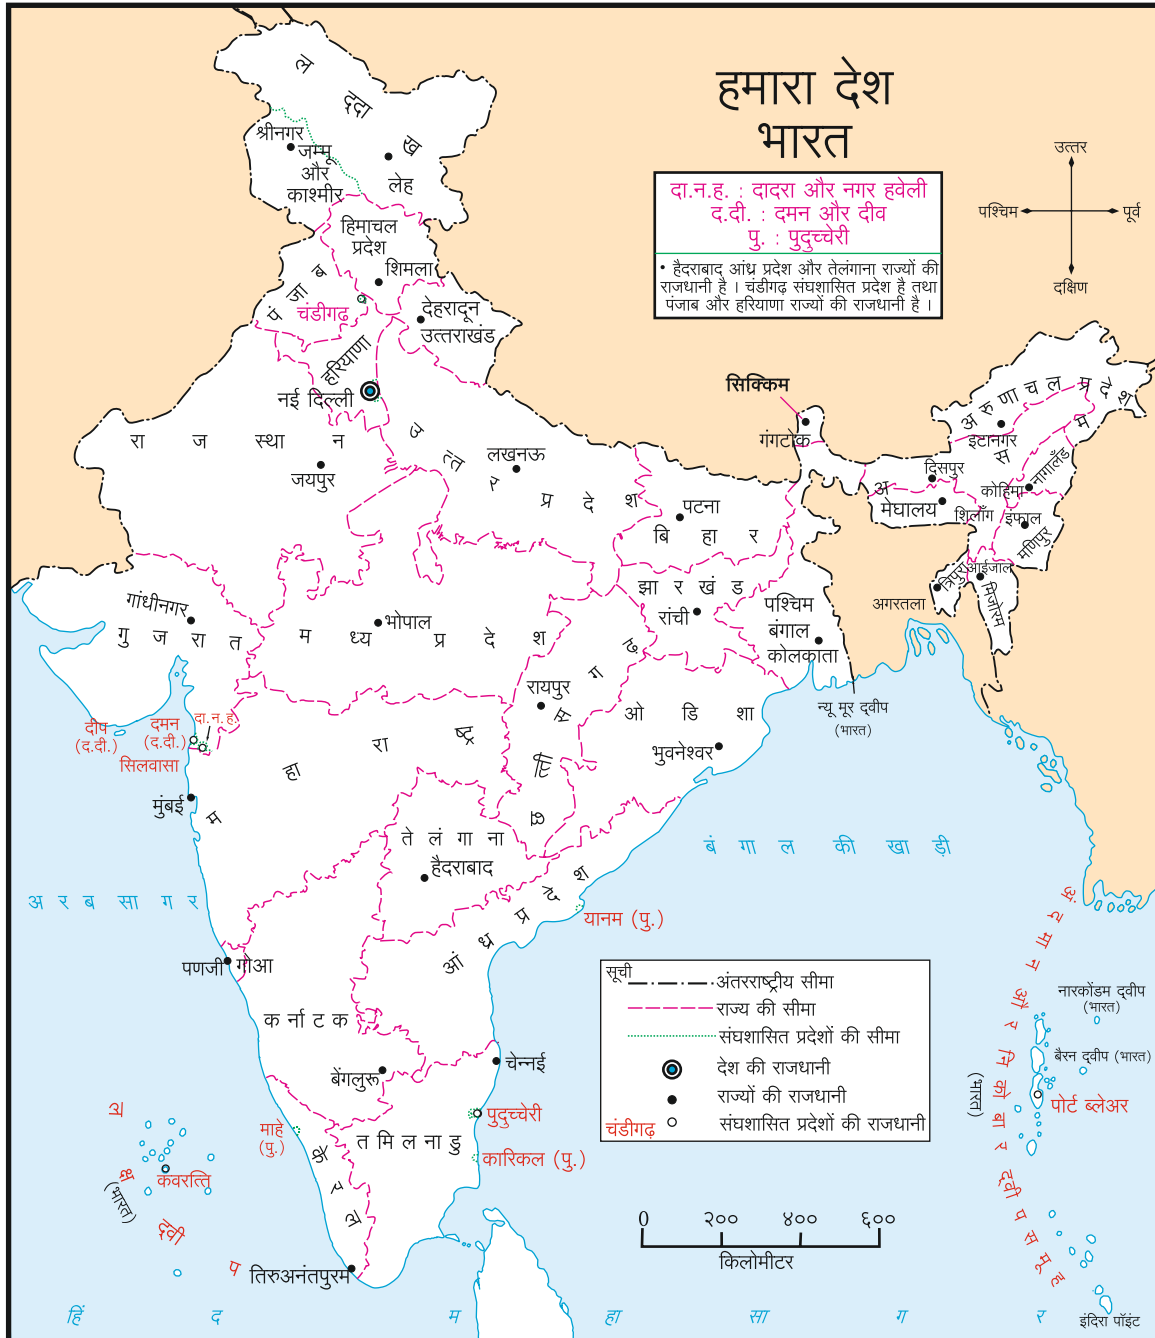 हमारा देश
भारत
दा.न.ह. : दादरा और नगर हवेली
द.दी. : दमन और दीव
पु. : पुदुच्चेरी
• हैदराबाद आंध्र प्रदेश और तेलंगाना राज्यों की
राजधानी है । चंडीगढ़ संघशासित प्रदेश है तथा
पंजाब और हरियाणा राज्यों की राजधानी है ।
उत्तर
पश्चिम
पूर्व
दक्षिण
लद्दाख
श्रीनगर
जम्मू
और
काश्मीर
लेह
हिमाचल
प्रदेश
शिमला
पंजाब
चंडीगढ़
देहरादून
उत्तराखंड
हरियाणा
नई दिल्ली
राजस्थान
जयपुर
उत्तर प्रदेश
लखनऊ
सिक्किम
गंगटोक
अरुणाचल प्रदेश
इटानगर
असम
दिसपुर
नागालैंड
कोहिमा
मेघालय
शिलाँग
इंफाल
मणिपुर
त्रिपुरा
आईजाल
मिजोरम
अगरतला
पटना
बिहार
झारखंड
रांची
पश्चिम
बंगाल
कोलकाता
गांधीनगर
गुजरात
भोपाल
मध्य प्रदेश
छत्तीसगढ़
रायपुर
ओडिशा
भुवनेश्वर
न्यू मूर द्वीप
(भारत)
दीप
(द.दी.)
दमन
(द.दी.)
दा.न.ह.
सिलवासा
महाराष्ट्र
मुंबई
तेलंगाना
हैदराबाद
बंगाल की खाड़ी
अरब सागर
आंध्र प्रदेश
यानम (पु.)
पणजी
गोआ
कर्नाटक
बेंगलुरू
चेन्नई
पुदुच्चेरी
माहे
(पु.)
तमिलनाडु
कारिकल (पु.)
केरल
तिरुअनंतपुरम
लक्षद्वीप
(भारत)
कवरत्ति
सूची
अंतरराष्ट्रीय सीमा
राज्य की सीमा
संघशासित प्रदेशों की सीमा
देश की राजधानी
राज्यों की राजधानी
चंडीगढ़
संघशासित प्रदेशों की राजधानी
0 २०० ४०० ६००
किलोमीटर
अंदमान और निकोबार द्वीपसमूह
(भारत)
नारकोंडम द्वीप
(भारत)
बैरन द्वीप (भारत)
पोर्ट ब्लेअर
इंदिरा पॉइंट
हिंद महासागर